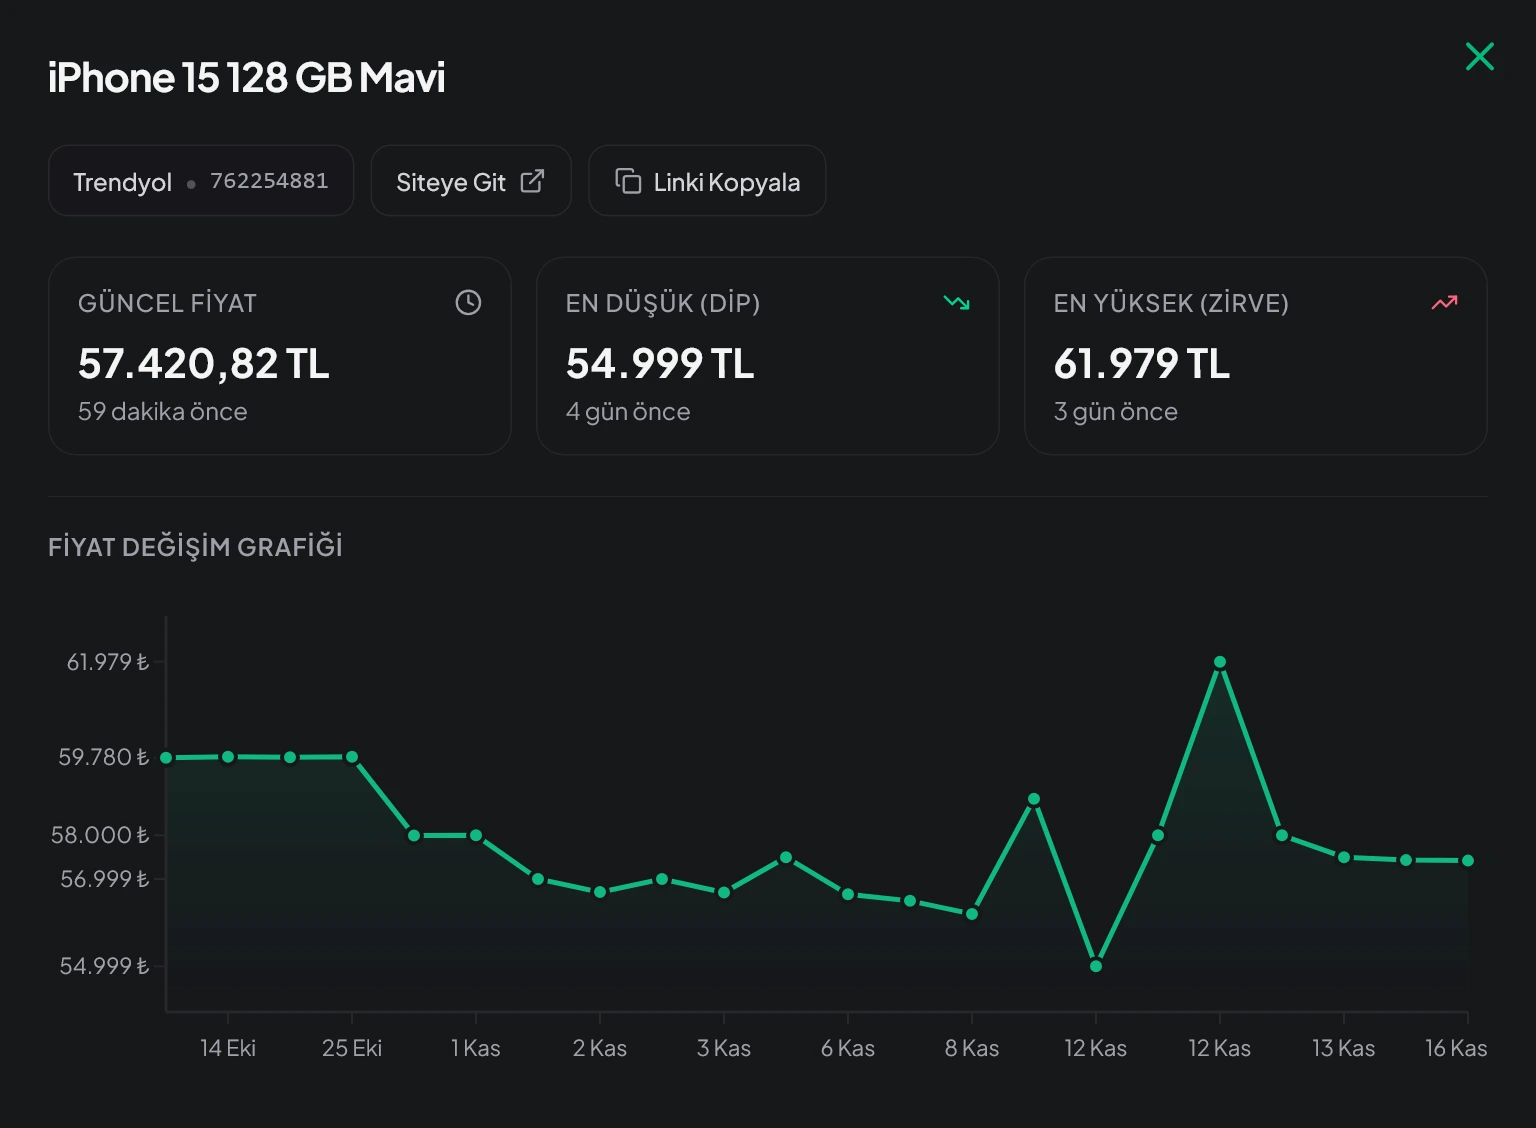 iPhone 15 128 GB Mavi
Trendyol • 762254881
Siteye Git
Linki Kopyala
GÜNCEL FİYAT
57.420,82 TL
59 dakika önce
EN DÜŞÜK (DİP)
54.999 TL
4 gün önce
EN YÜKSEK (ZİRVE)
61.979 TL
3 gün önce
FİYAT DEĞİŞİM GRAFİĞİ
61.979 ₺
59.780 ₺
58.000 ₺
56.999 ₺
54.999 ₺
14 Eki
25 Eki
1 Kas
2 Kas
3 Kas
6 Kas
8 Kas
12 Kas
12 Kas
13 Kas
16 Kas